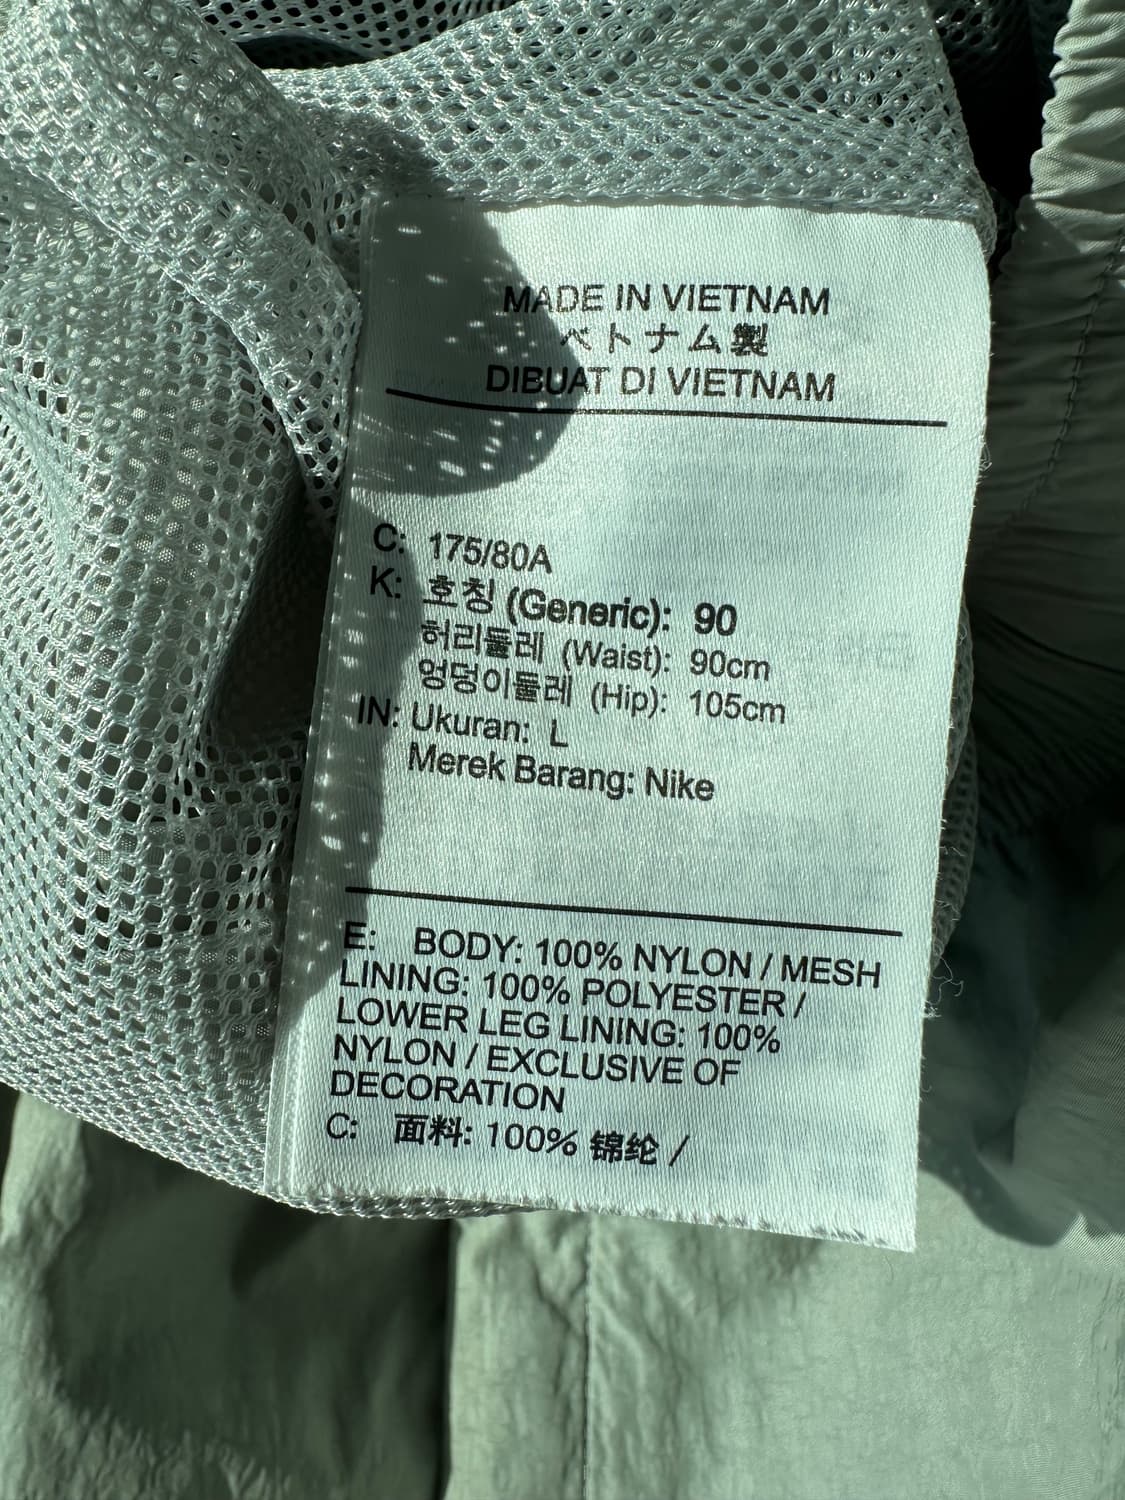 MADE IN VIETNAM
ベトナム製
DIBUAT DI VIETNAM
C: 175/80A
K: 호칭 (Generic): 90
허리둘레 (Waist): 90cm
엉덩이둘레 (Hip): 105cm
IN: Ukuran: L
Merek Barang: Nike
E: BODY: 100% NYLON / MESH
LINING: 100% POLYESTER /
LOWER LEG LINING: 100%
NYLON / EXCLUSIVE OF
DECORATION
C: 面料: 100% 锦纶 /